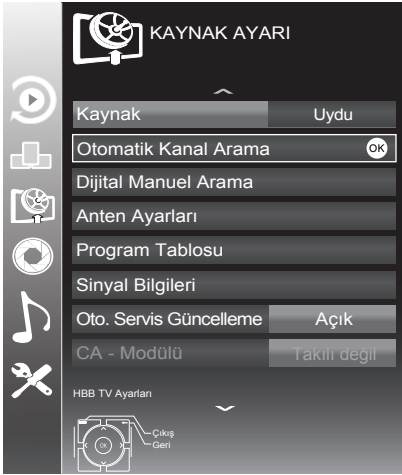 KAYNAK AYARI
Kaynak Uydu
Otomatik Kanal Arama OK
Dijital Manuel Arama
Anten Ayarları
Program Tablosu
Sinyal Bilgileri
Oto. Servis Güncelleme Açık
CA - Modülü Takılı değil
HBB TV Ayarları
Çıkış
OK Geri